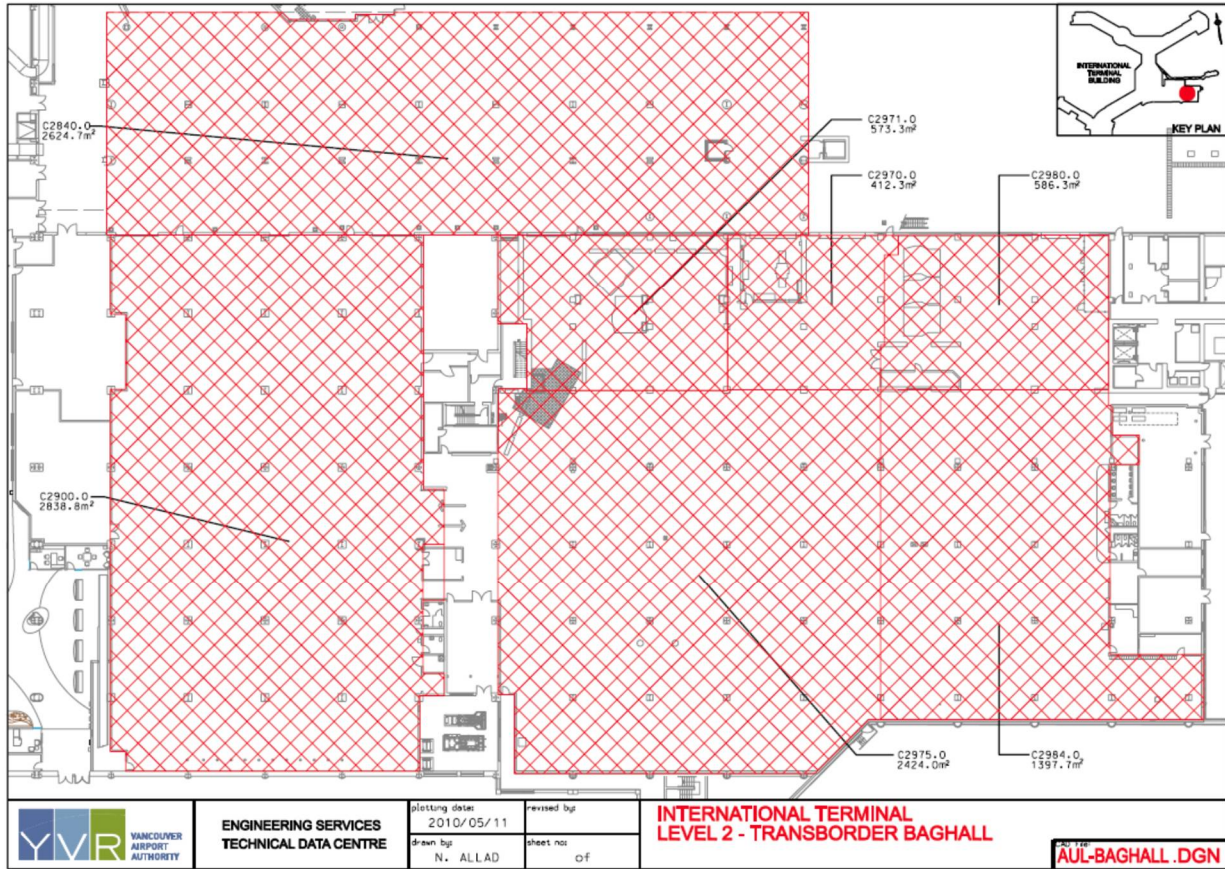 INTERNATIONAL
TERMINAL
BUILDING
KEY PLAN
C2840.0
2624.7m²
C2971.0
573.3m²
C2970.0
412.3m²
C2980.0
586.3m²
C2900.0
2838.8m²
C2975.0
2424.0m²
C2984.0
1397.7m²
YVR
VANCOUVER
AIRPORT
AUTHORITY
ENGINEERING SERVICES
TECHNICAL DATA CENTRE
plotting date:
2010/05/11
revised by:
drawn by:
N. ALLAD
sheet no:
of
INTERNATIONAL TERMINAL
LEVEL 2 - TRANSBORDER BAGHALL
CAD File:
AUL-BAGHALL.DGN